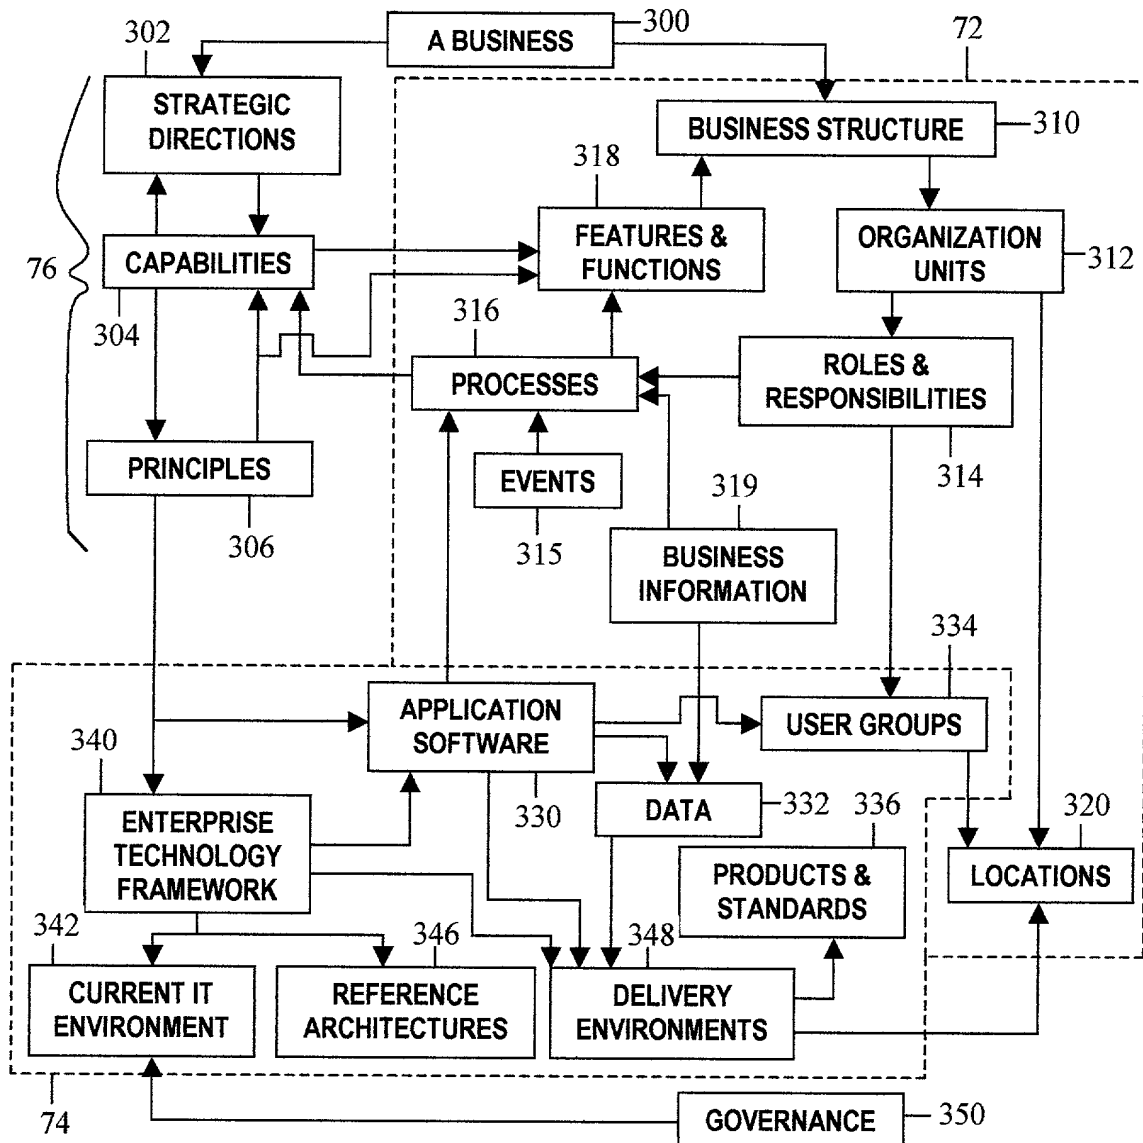 302
A BUSINESS
300
72
STRATEGIC
DIRECTIONS
BUSINESS STRUCTURE
310
318
76
CAPABILITIES
304
FEATURES &
FUNCTIONS
ORGANIZATION
UNITS
312
316
PROCESSES
ROLES &
RESPONSIBILITIES
314
PRINCIPLES
306
EVENTS
315
319
BUSINESS
INFORMATION
334
APPLICATION
SOFTWARE
330
USER GROUPS
340
ENTERPRISE
TECHNOLOGY
FRAMEWORK
DATA
332
336
320
PRODUCTS &
STANDARDS
LOCATIONS
342
346
348
CURRENT IT
ENVIRONMENT
REFERENCE
ARCHITECTURES
DELIVERY
ENVIRONMENTS
74
GOVERNANCE
350